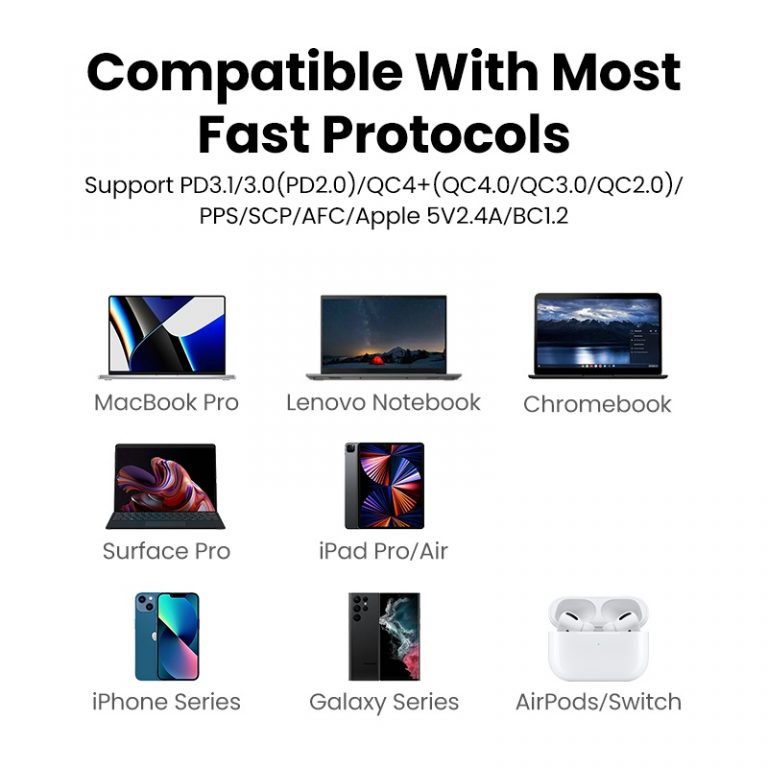 Compatible With Most
Fast Protocols
Support PD3.1/3.0(PD2.0)/QC4+(QC4.0/QC3.0/QC2.0)/
PPS/SCP/AFC/Apple 5V2.4A/BC1.2
MacBook Pro
Lenovo Notebook
Chromebook
Surface Pro
iPad Pro/Air
iPhone Series
Galaxy Series
AirPods/Switch